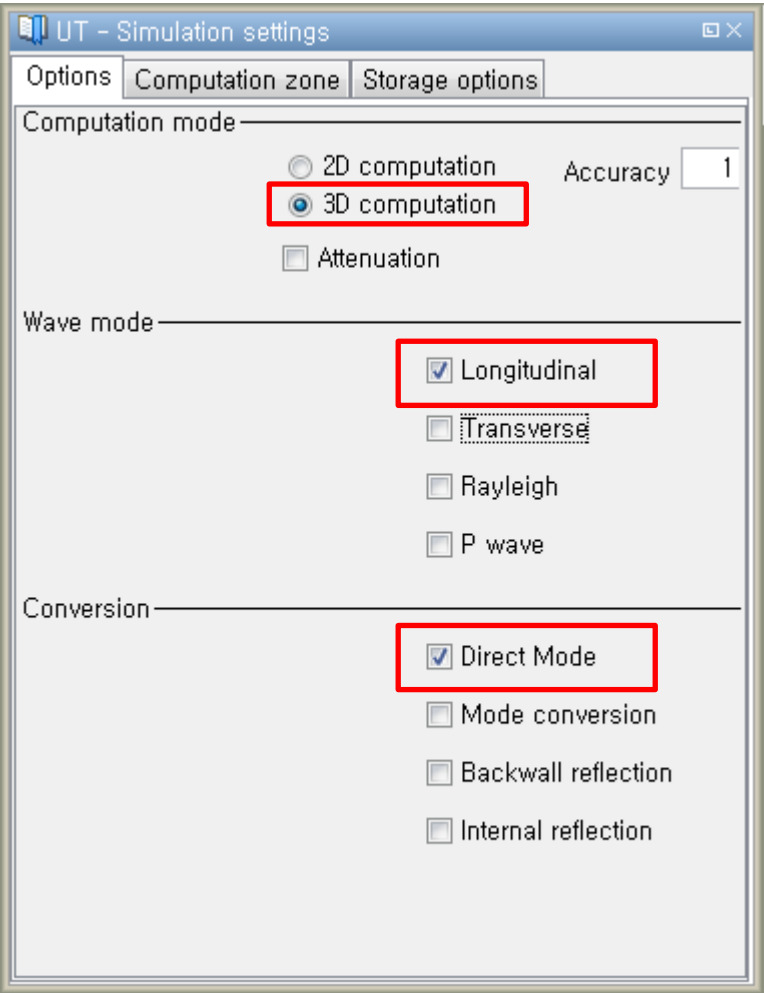 UT - Simulation settings
Options Computation zone Storage options
Computation mode
2D computation Accuracy 1
3D computation
Attenuation
Wave mode
Longitudinal
Transverse
Rayleigh
P wave
Conversion
Direct Mode
Mode conversion
Backwall reflection
Internal reflection